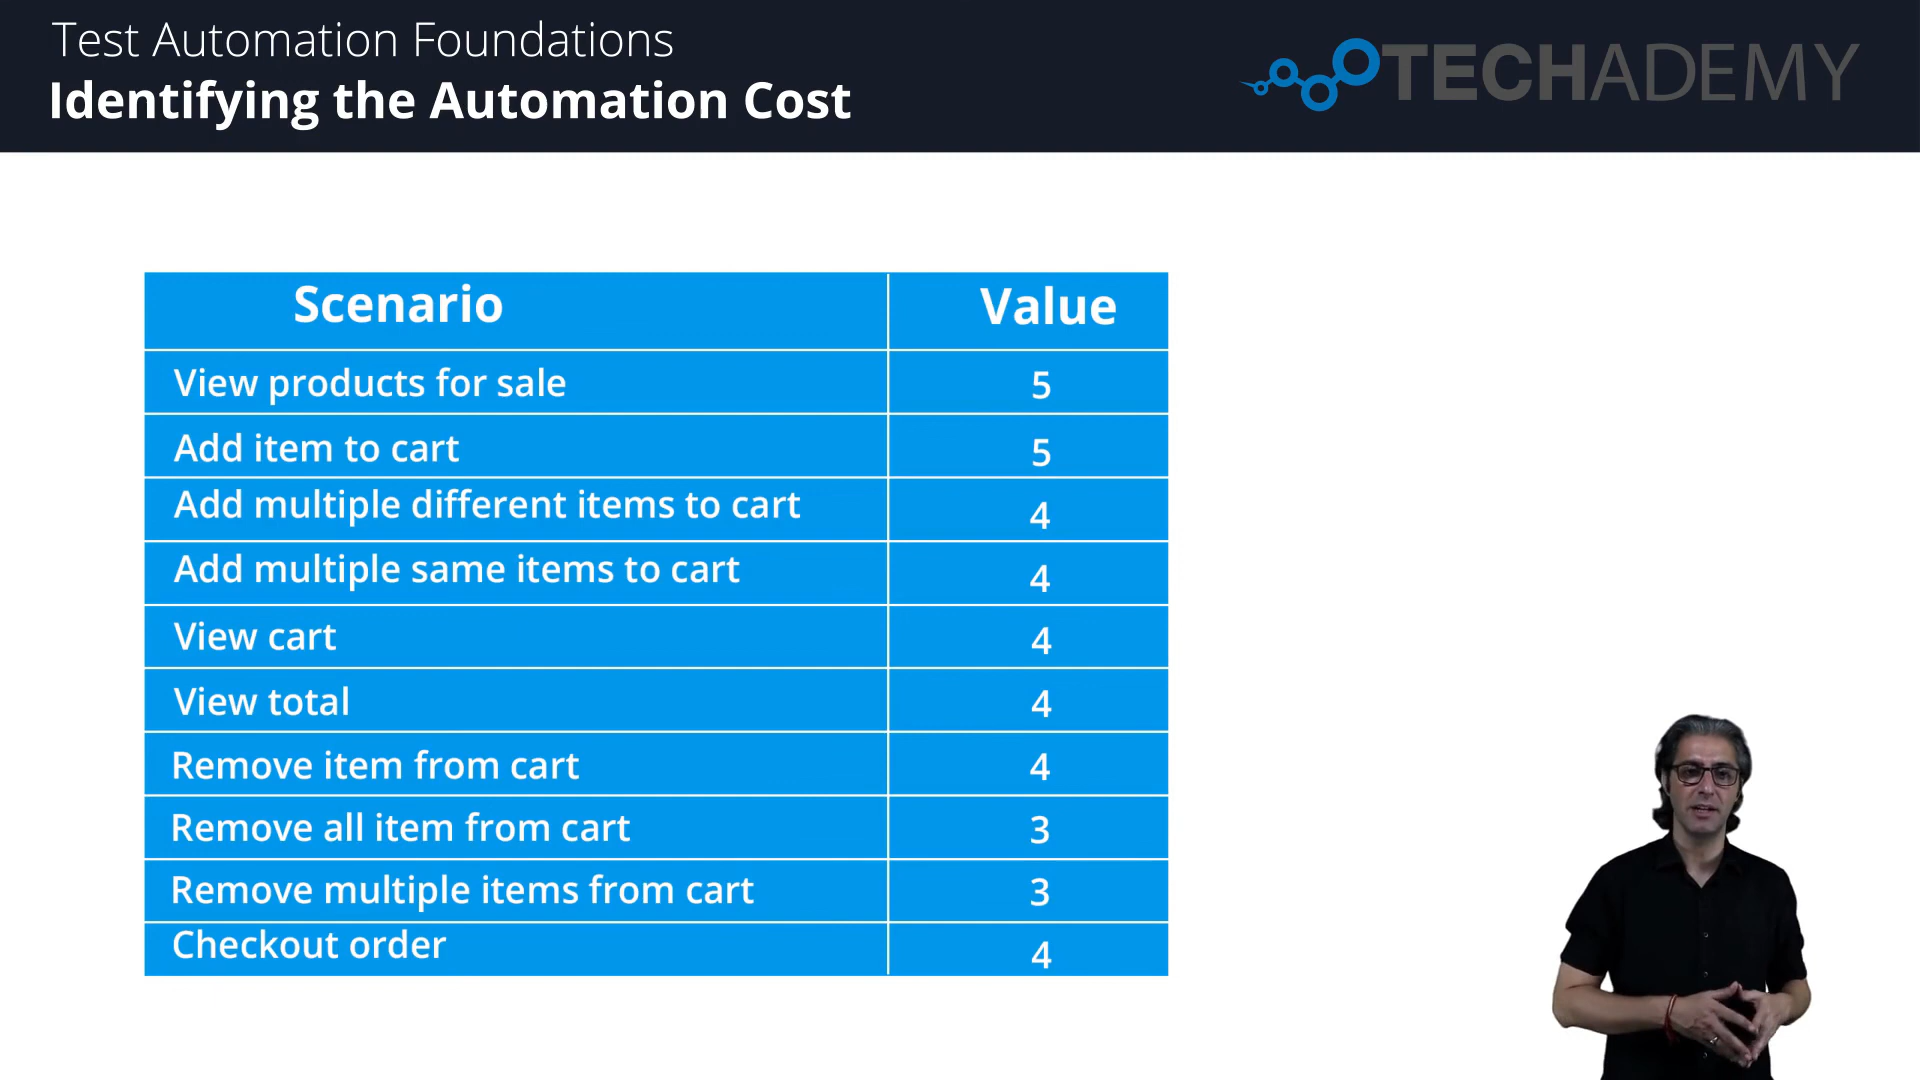 Test Automation Foundations
Identifying the Automation Cost
TECHADEMY
Scenario Value
View products for sale 5
Add item to cart 5
Add multiple different items to cart 4
Add multiple same items to cart 4
View cart 4
View total 4
Remove item from cart 4
Remove all item from cart 3
Remove multiple items from cart 3
Checkout order 4